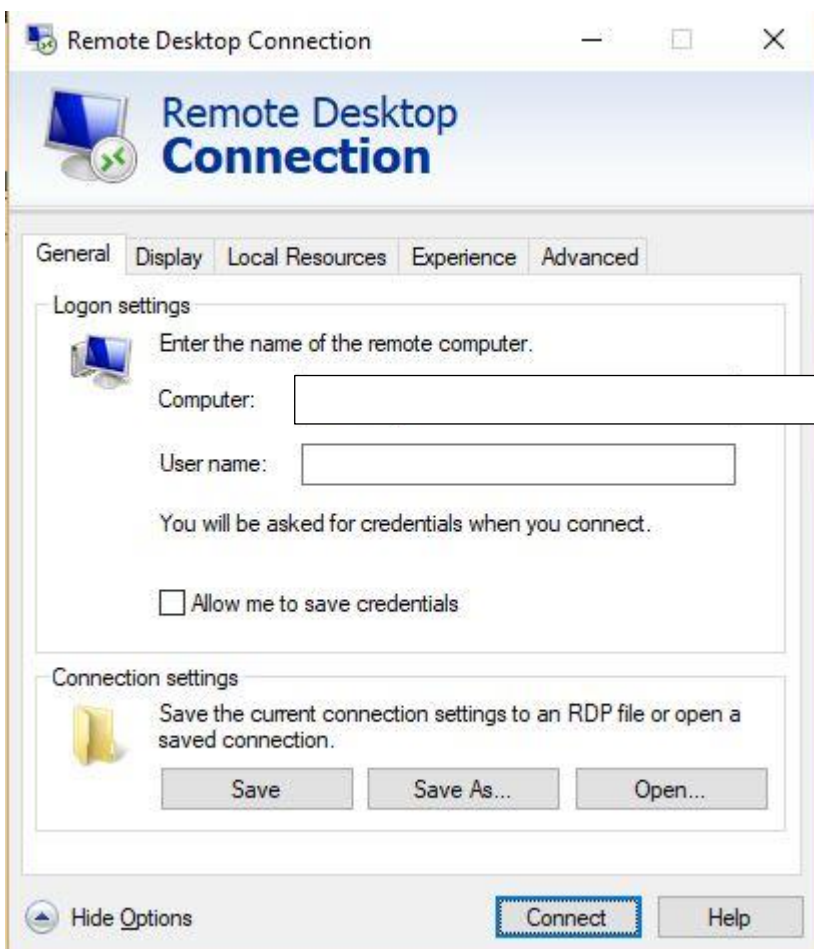 Remote Desktop Connection
Remote Desktop
Connection
General Display Local Resources Experience Advanced
Logon settings
Enter the name of the remote computer.
Computer:
User name:
You will be asked for credentials when you connect.
Allow me to save credentials
Connection settings
Save the current connection settings to an RDP file or open a
saved connection.
Save Save As... Open...
Hide Options Connect Help